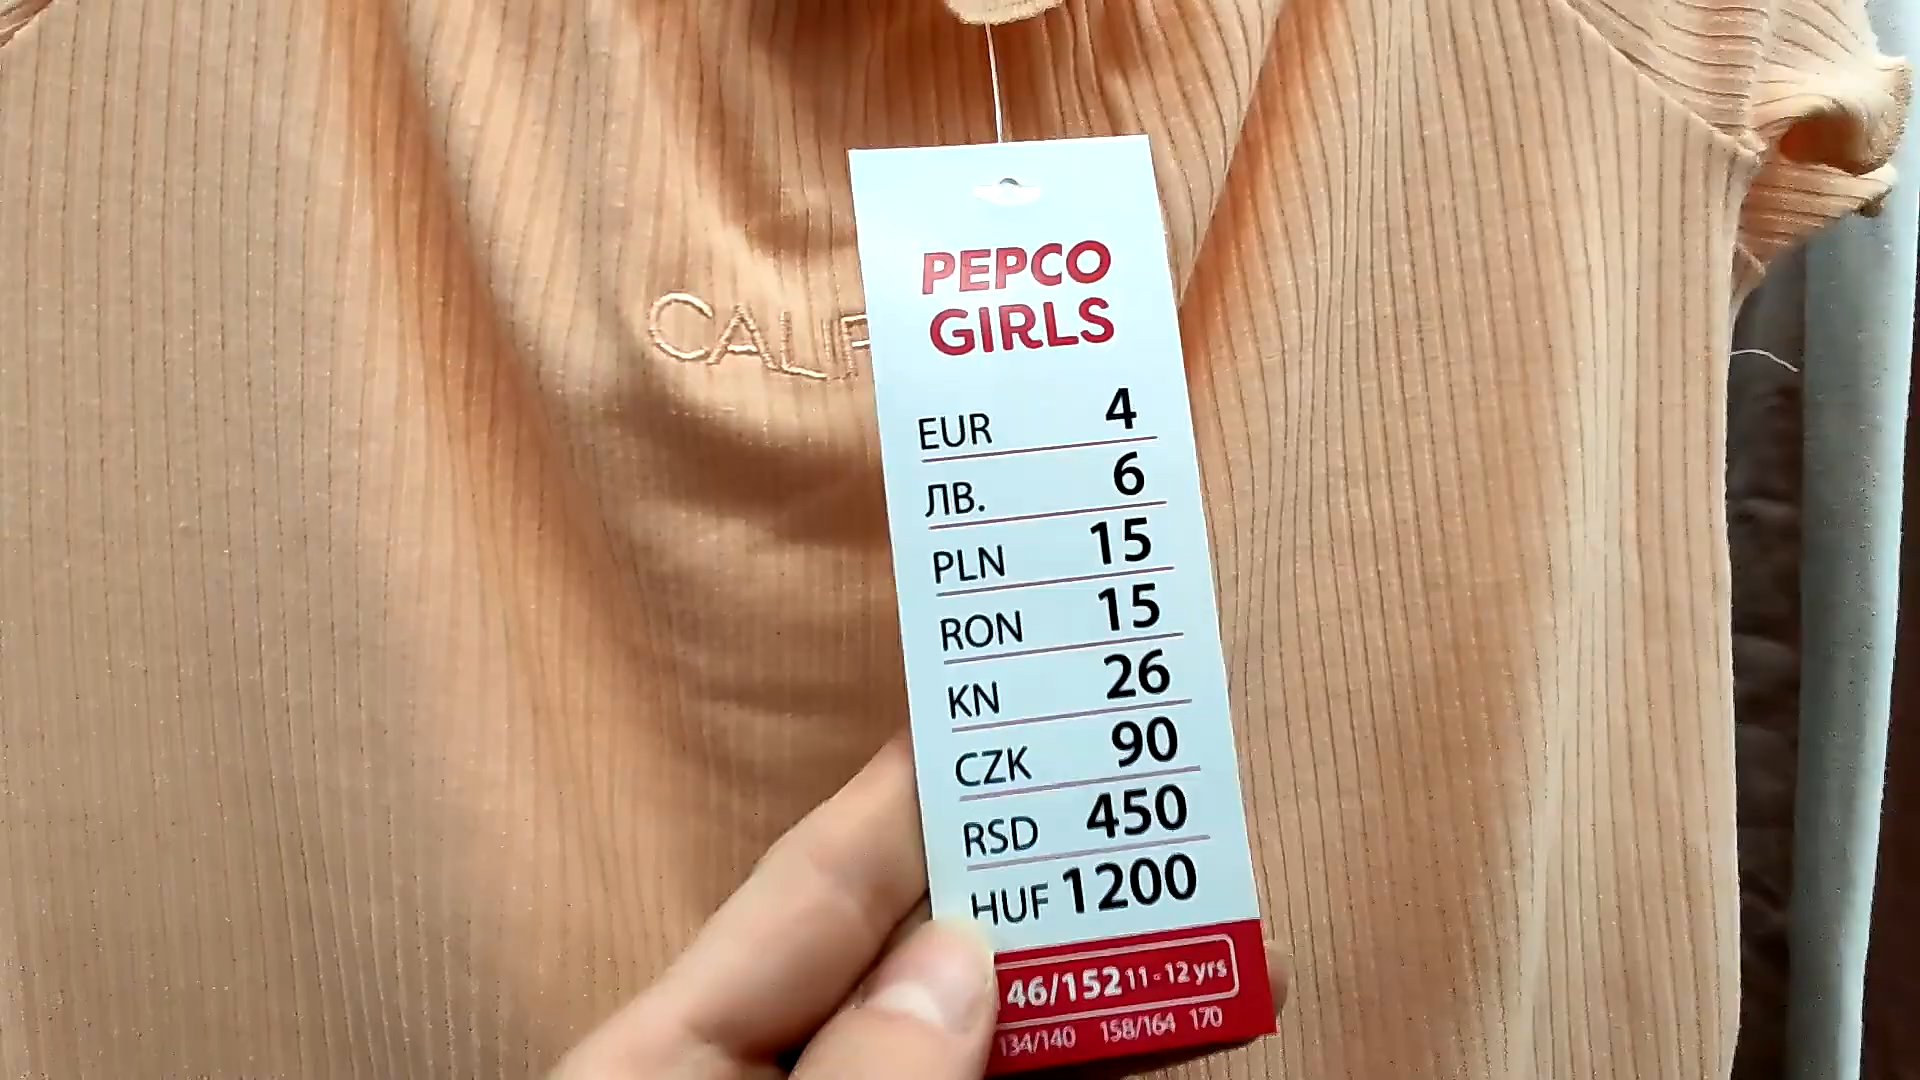 CALIF
PEPCO
GIRLS
EUR 4
ЛВ. 6
PLN 15
RON 15
KN 26
CZK 90
RSD 450
HUF 1200
46/152 11-12 yrs
134/140 158/164 170